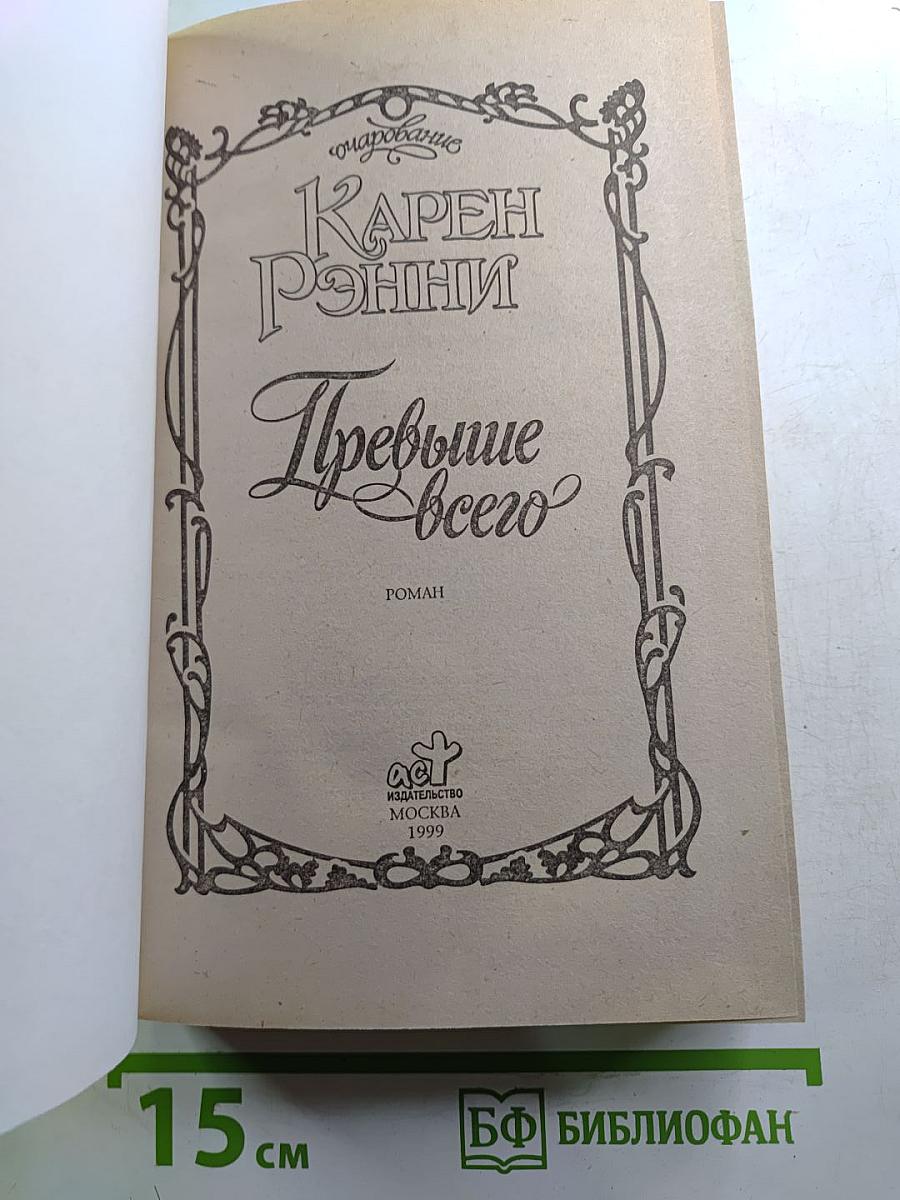 очарование
КАРЕН
РЭННИ
Превыше
всего
РОМАН
аст
ИЗДАТЕЛЬСТВО
МОСКВА
1999
15 см
БФ БИБЛИОФАН